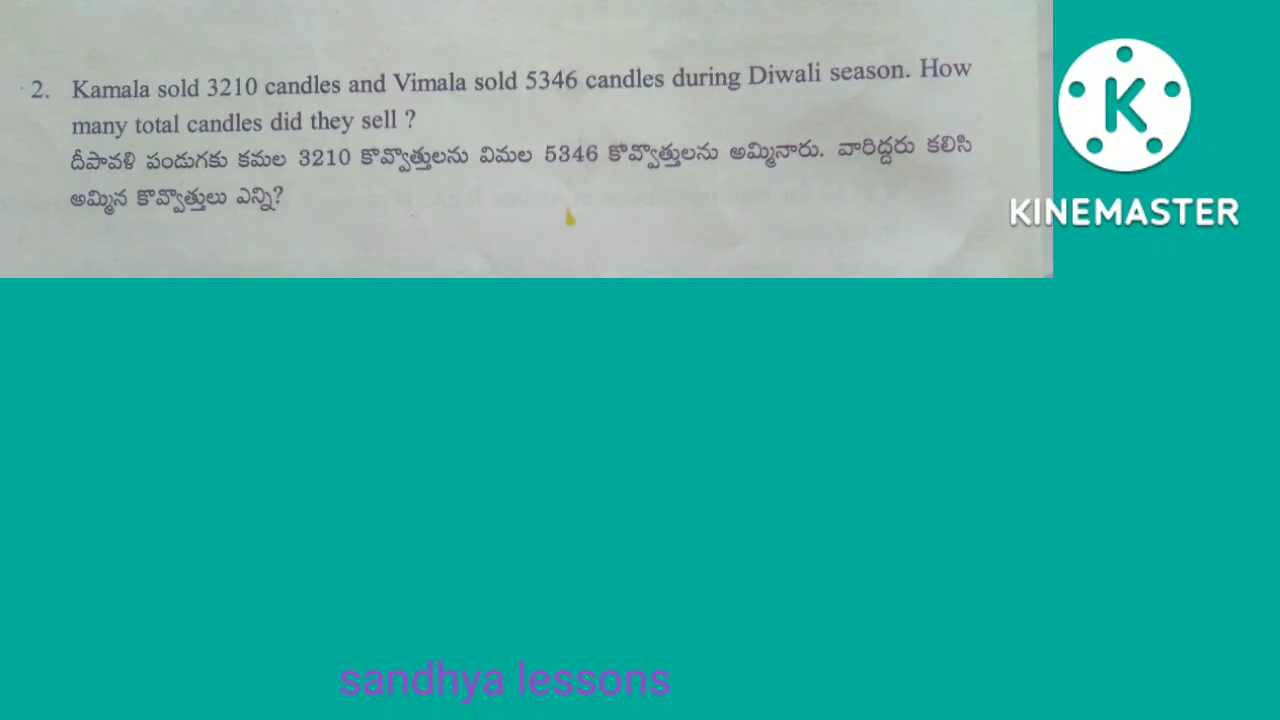 2. Kamala sold 3210 candles and Vimala sold 5346 candles during Diwali season. How
many total candles did they sell ?
దీపావళి పండుగకు కమల 3210 కొవ్వొత్తులను విమల 5346 కొవ్వొత్తులను అమ్మినారు. వారిద్దరు కలిసి
అమ్మిన కొవ్వొత్తులు ఎన్ని?
K
KINEMASTER
sandhya lessons